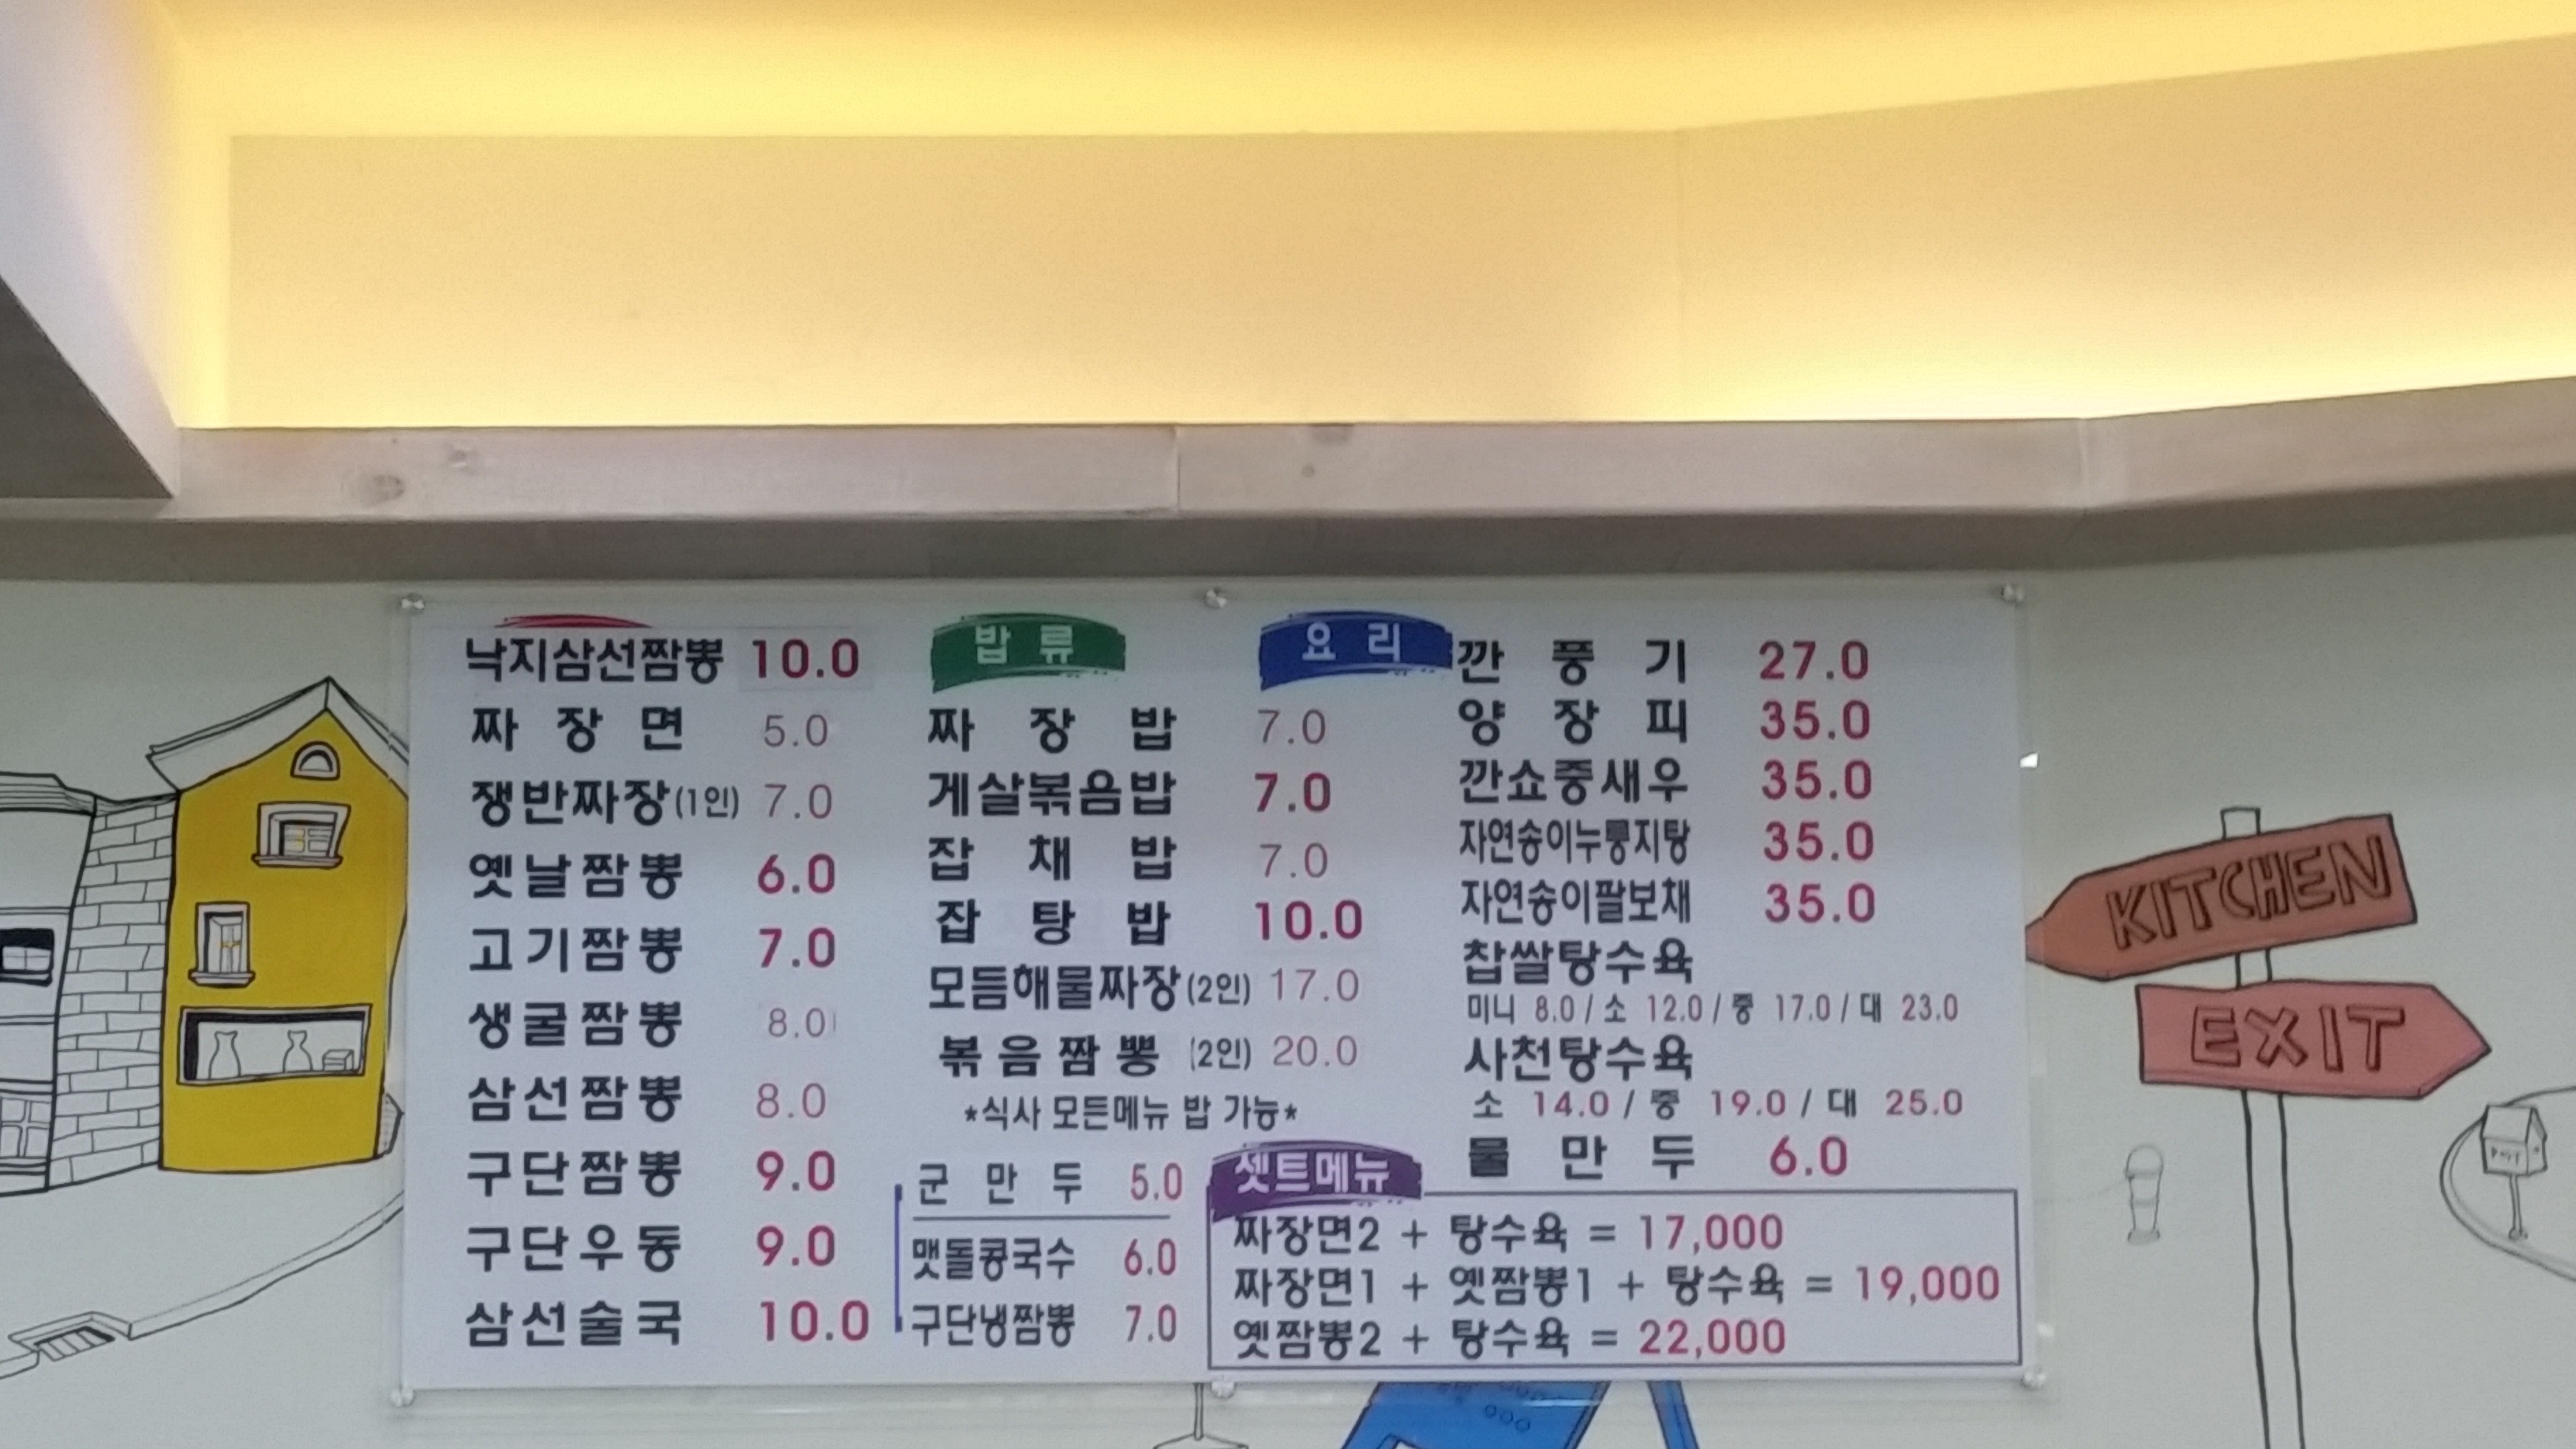 낙지삼선짬뽕 10.0
짜장면 5.0
쟁반짜장(1인) 7.0
옛날짬뽕 6.0
고기짬뽕 7.0
생굴짬뽕 8.0
삼선짬뽕 8.0
구단짬뽕 9.0
구단우동 9.0
삼선술국 10.0
밥류
짜장밥 7.0
게살볶음밥 7.0
잡채밥 7.0
잡탕밥 10.0
모듬해물짜장(2인) 17.0
볶음짬뽕 (2인) 20.0
*식사 모든메뉴 밥 가능*
군만두 5.0
맷돌콩국수 6.0
구단냉짬뽕 7.0
요리
깐풍기 27.0
양장피 35.0
깐쇼중새우 35.0
자연송이누룽지탕 35.0
자연송이팔보채 35.0
찹쌀탕수육
미니 8.0 / 소 12.0 / 중 17.0 / 대 23.0
사천탕수육
소 14.0 / 중 19.0 / 대 25.0
물만두 6.0
셋트메뉴
짜장면2 + 탕수육 = 17,000
짜장면1 + 옛짬뽕1 + 탕수육 = 19,000
옛짬뽕2 + 탕수육 = 22,000
KITCHEN
EXIT